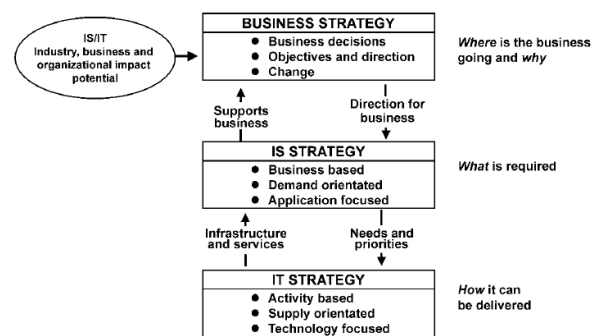 IS/IT
Industry, business and
organizational impact
potential
BUSINESS STRATEGY
● Business decisions
● Objectives and direction
● Change
Where is the business
going and why
Supports
business
Direction for
business
IS STRATEGY
● Business based
● Demand orientated
● Application focused
What is required
Infrastructure
and services
Needs and
priorities
IT STRATEGY
● Activity based
● Supply orientated
● Technology focused
How it can
be delivered